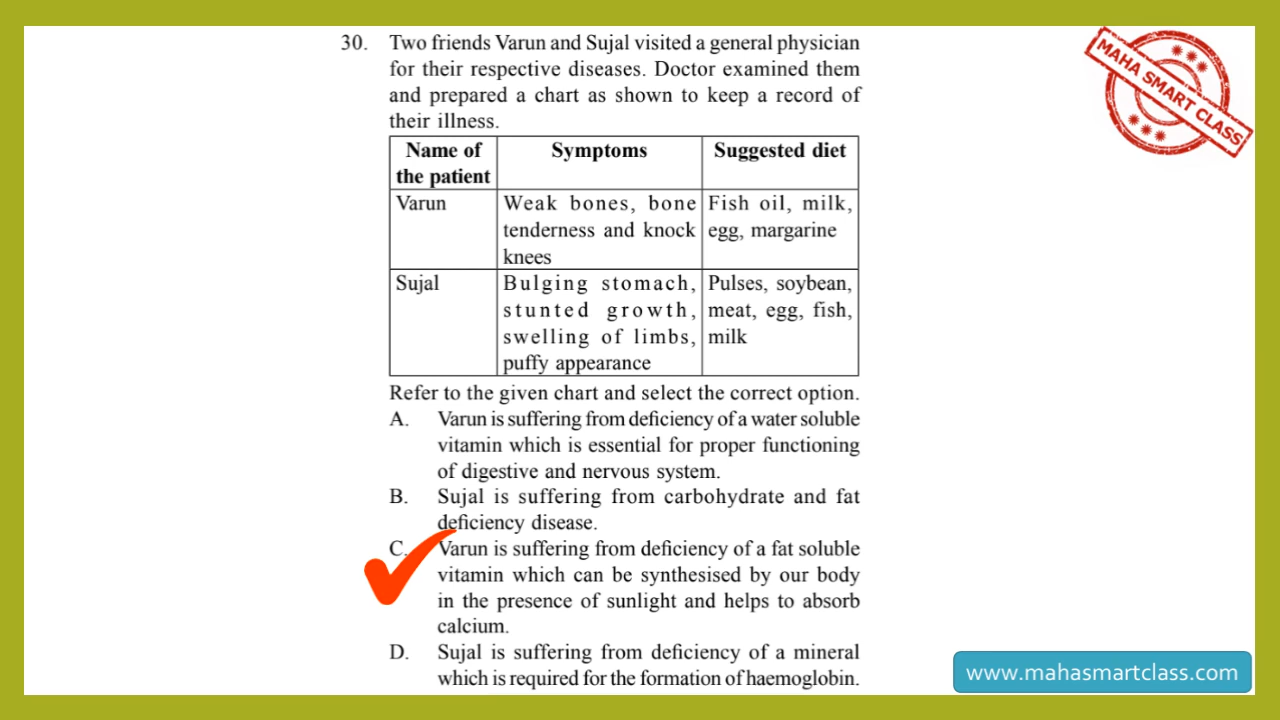 30. Two friends Varun and Sujal visited a general physician
for their respective diseases. Doctor examined them
and prepared a chart as shown to keep a record of
their illness.
Name of the patient Symptoms Suggested diet
Varun Weak bones, bone tenderness and knock knees Fish oil, milk, egg, margarine
Sujal Bulging stomach, stunted growth, swelling of limbs, puffy appearance Pulses, soybean, meat, egg, fish, milk
Refer to the given chart and select the correct option.
A. Varun is suffering from deficiency of a water soluble
vitamin which is essential for proper functioning
of digestive and nervous system.
B. Sujal is suffering from carbohydrate and fat
deficiency disease.
C. Varun is suffering from deficiency of a fat soluble
vitamin which can be synthesised by our body
in the presence of sunlight and helps to absorb
calcium.
D. Sujal is suffering from deficiency of a mineral
which is required for the formation of haemoglobin.
MAHA SMART CLASS
www.mahasmartclass.com